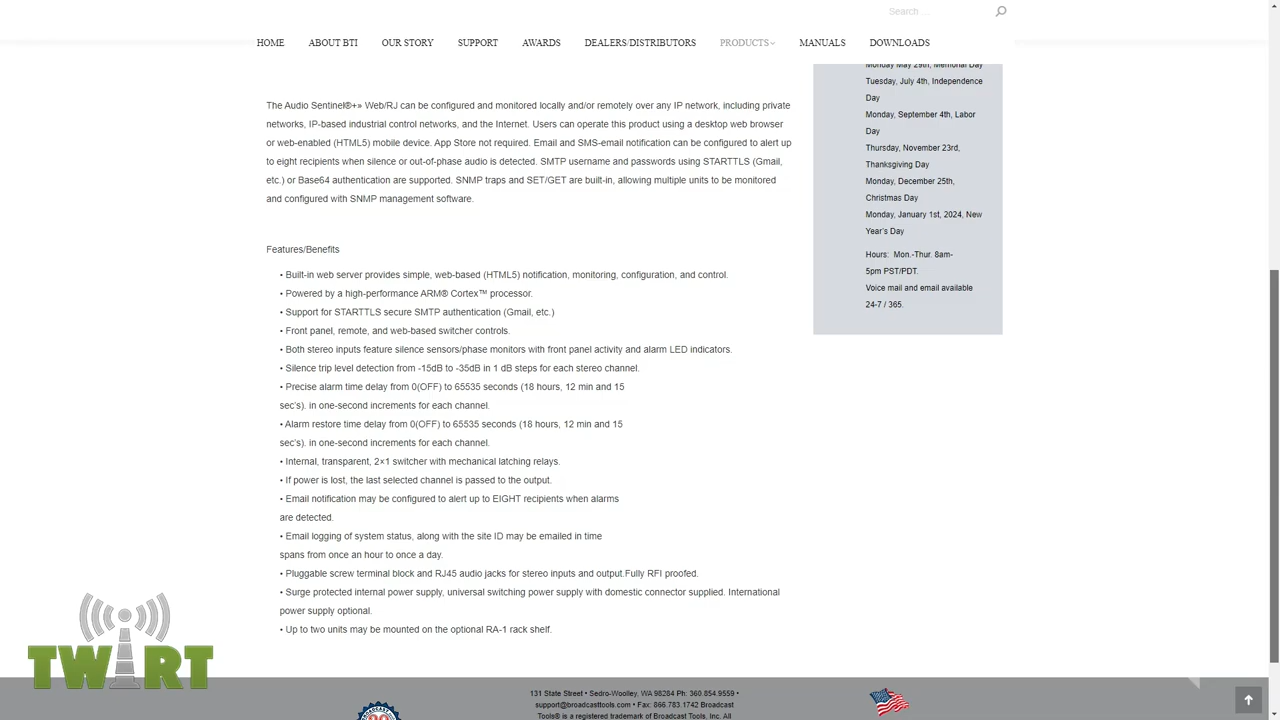 Search …
HOME
ABOUT BTI
OUR STORY
SUPPORT
AWARDS
DEALERS/DISTRIBUTORS
PRODUCTS
MANUALS
DOWNLOADS
The Audio Sentinel®+» Web/RJ can be configured and monitored locally and/or remotely over any IP network, including private
networks, IP-based industrial control networks, and the Internet. Users can operate this product using a desktop web browser
or web-enabled (HTML5) mobile device. App Store not required. Email and SMS-email notification can be configured to alert up
to eight recipients when silence or out-of-phase audio is detected. SMTP username and passwords using STARTTLS (Gmail,
etc.) or Base64 authentication are supported. SNMP traps and SET/GET are built-in, allowing multiple units to be monitored
and configured with SNMP management software.
Features/Benefits
• Built-in web server provides simple, web-based (HTML5) notification, monitoring, configuration, and control.
• Powered by a high-performance ARM® Cortex™ processor.
• Support for STARTTLS secure SMTP authentication (Gmail, etc.)
• Front panel, remote, and web-based switcher controls.
• Both stereo inputs feature silence sensors/phase monitors with front panel activity and alarm LED indicators.
• Silence trip level detection from -15dB to -35dB in 1 dB steps for each stereo channel.
• Precise alarm time delay from 0(OFF) to 65535 seconds (18 hours, 12 min and 15
sec's). in one-second increments for each channel.
• Alarm restore time delay from 0(OFF) to 65535 seconds (18 hours, 12 min and 15
sec's). in one-second increments for each channel.
• Internal, transparent, 2×1 switcher with mechanical latching relays.
• If power is lost, the last selected channel is passed to the output.
• Email notification may be configured to alert up to EIGHT recipients when alarms
are detected.
• Email logging of system status, along with the site ID may be emailed in time
spans from once an hour to once a day.
• Pluggable screw terminal block and RJ45 audio jacks for stereo inputs and output.Fully RFI proofed.
• Surge protected internal power supply, universal switching power supply with domestic connector supplied. International
power supply optional.
• Up to two units may be mounted on the optional RA-1 rack shelf.
Monday May 29th, Memorial Day
Tuesday, July 4th, Independence
Day
Monday, September 4th, Labor
Day
Thursday, November 23rd,
Thanksgiving Day
Monday, December 25th,
Christmas Day
Monday, January 1st, 2024, New
Year's Day
Hours: Mon.-Thur. 8am-
5pm PST/PDT.
Voice mail and email available
24-7 / 365.
TWIRT
131 State Street • Sedro-Woolley, WA 98284 Ph: 360.854.9559 •
support@broadcasttools.com • Fax: 866.783.1742 Broadcast
Tools® is a registered trademark of Broadcast Tools, Inc. All